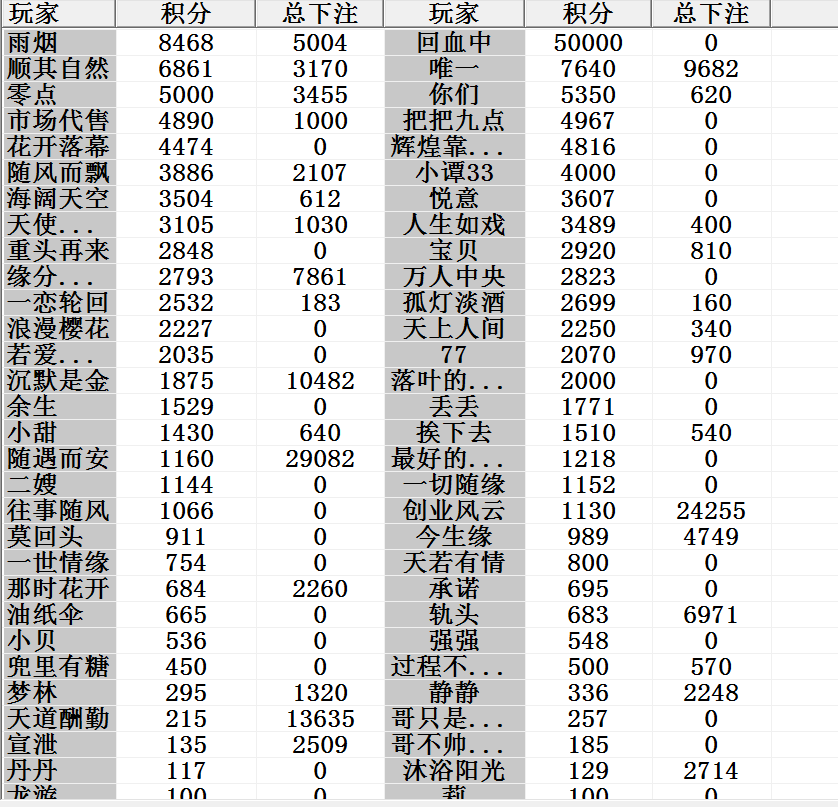 玩家 积分 总下注 玩家 积分 总下注
雨烟 8468 5004 回血中 50000 0
顺其自然 6861 3170 唯一 7640 9682
零点 5000 3455 你们 5350 620
市场代售 4890 1000 把把九点 4967 0
花开落幕 4474 0 辉煌靠... 4816 0
随风而飘 3886 2107 小谭33 4000 0
海阔天空 3504 612 悦意 3607 0
天使... 3105 1030 人生如戏 3489 400
重头再来 2848 0 宝贝 2920 810
缘分... 2793 7861 万人中央 2823 0
一恋轮回 2532 183 孤灯淡酒 2699 160
浪漫樱花 2227 0 天上人间 2250 340
若爱... 2035 0 77 2070 970
沉默是金 1875 10482 落叶的... 2000 0
余生 1529 0 丢丢 1771 0
小甜 1430 640 挨下去 1510 540
随遇而安 1160 29082 最好的... 1218 0
二嫂 1144 0 一切随缘 1152 0
往事随风 1066 0 创业风云 1130 24255
莫回头 911 0 今生缘 989 4749
一世情缘 754 0 天若有情 800 0
那时花开 684 2260 承诺 695 0
油纸伞 665 0 轨头 683 6971
小贝 536 0 强强 548 0
兜里有糖 450 0 过程不... 500 570
梦林 295 1320 静静 336 2248
天道酬勤 215 13635 哥只是... 257 0
宣泄 135 2509 哥不帅... 185 0
丹丹 117 0 沐浴阳光 129 2714
龙游 100 0 莉 100 0